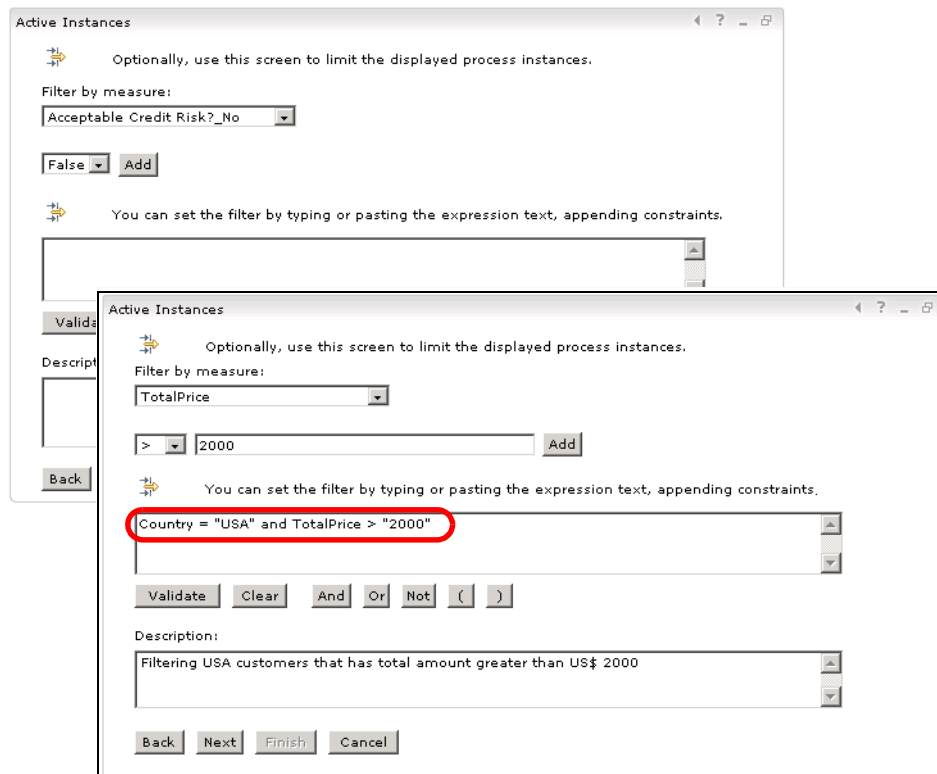 Active Instances
Optionally, use this screen to limit the displayed process instances.
Filter by measure:
Acceptable Credit Risk?_No
False Add
You can set the filter by typing or pasting the expression text, appending constraints.
Valida
Descript
Back
Active Instances
Optionally, use this screen to limit the displayed process instances.
Filter by measure:
TotalPrice
> 2000 Add
You can set the filter by typing or pasting the expression text, appending constraints.
Country = "USA" and TotalPrice > "2000"
Validate Clear And Or Not ( )
Description:
Filtering USA customers that has total amount greater than US$ 2000
Back Next Finish Cancel